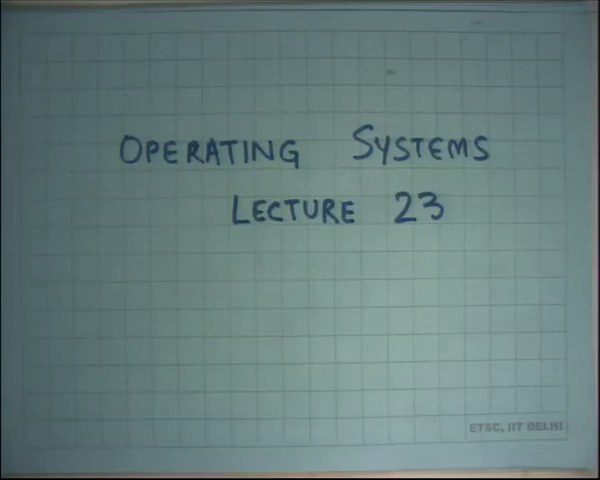 OPERATING SYSTEMS
LECTURE 23
ETSC, IIT DELHI